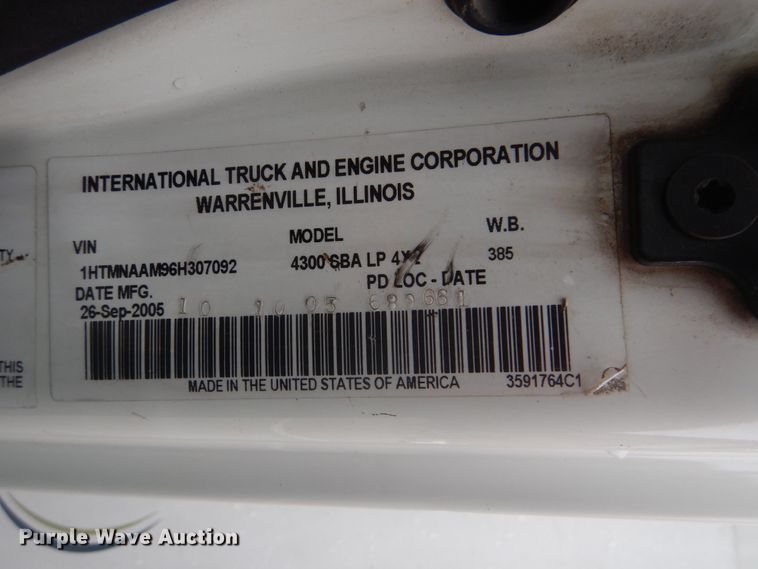 INTERNATIONAL TRUCK AND ENGINE CORPORATION
WARRENVILLE, ILLINOIS
VIN MODEL W.B.
1HTMNAAM96H307092 4300 SBA LP 4X2 385
DATE MFG. PD LOC - DATE
26-Sep-2005 10
MADE IN THE UNITED STATES OF AMERICA 3591764C1
THIS
THE
Purple Wave Auction